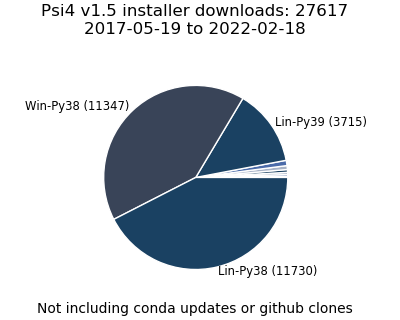 Psi4 v1.5 installer downloads: 27617
2017-05-19 to 2022-02-18
Win-Py38 (11347)
Lin-Py39 (3715)
Lin-Py38 (11730)
Not including conda updates or github clones